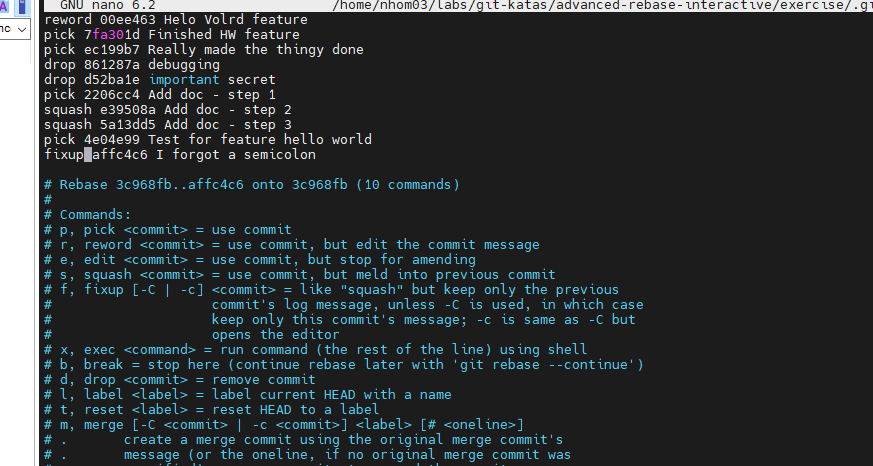 A
GNU nano 6.2 /home/nhom03/labs/git-katas/advanced-rebase-interactive/exercise/.gi
nc
reword 00ee463 Helo Volrd feature
pick 7fa301d Finished HW feature
pick ec199b7 Really made the thingy done
drop 861287a debugging
drop d52ba1e important secret
pick 2206cc4 Add doc - step 1
squash e39508a Add doc - step 2
squash 5a13dd5 Add doc - step 3
pick 4e04e99 Test for feature hello world
fixup affc4c6 I forgot a semicolon
# Rebase 3c968fb..affc4c6 onto 3c968fb (10 commands)
#
# Commands:
# p, pick <commit> = use commit
# r, reword <commit> = use commit, but edit the commit message
# e, edit <commit> = use commit, but stop for amending
# s, squash <commit> = use commit, but meld into previous commit
# f, fixup [-C | -c] <commit> = like "squash" but keep only the previous
# commit's log message, unless -C is used, in which case
# keep only this commit's message; -c is same as -C but
# opens the editor
# x, exec <command> = run command (the rest of the line) using shell
# b, break = stop here (continue rebase later with 'git rebase --continue')
# d, drop <commit> = remove commit
# l, label <label> = label current HEAD with a name
# t, reset <label> = reset HEAD to a label
# m, merge [-C <commit> | -c <commit>] <label> [# <oneline>]
# . create a merge commit using the original merge commit's
# . message (or the oneline, if no original merge commit was